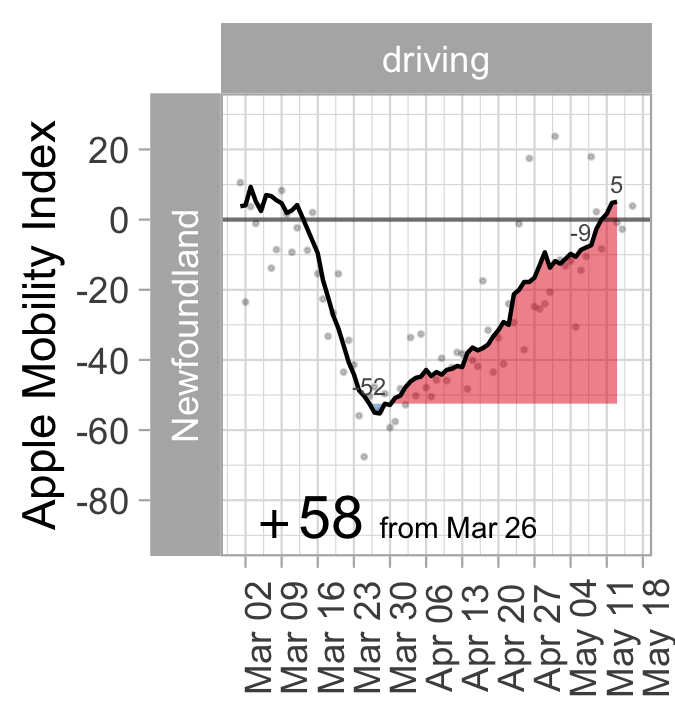 driving
Apple Mobility Index
Newfoundland
20
0
-20
-40
-60
-80
5
-9
-52
+58 from Mar 26
Mar 02
Mar 09
Mar 16
Mar 23
Mar 30
Apr 06
Apr 13
Apr 20
Apr 27
May 04
May 11
May 18